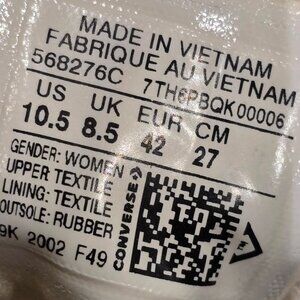 MADE IN VIETNAM
FABRIQUE AU VIETNAM
568276C 7TH6PBQK00006
US UK EUR CM
10.5 8.5 42 27
GENDER: WOMEN
UPPER: TEXTILE
LINING: TEXTILE
OUTSOLE: RUBBER
9K 2002 F49
CONVERSE